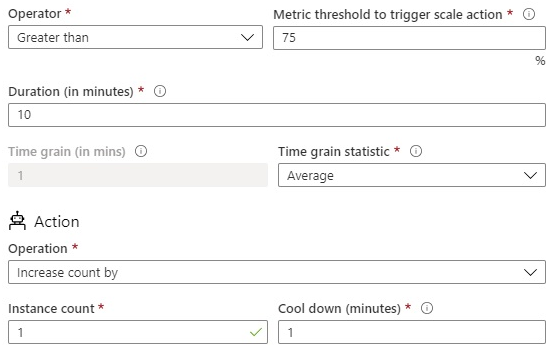 Operator * Metric threshold to trigger scale action *
Greater than 75
%
Duration (in minutes) *
10
Time grain (in mins) Time grain statistic *
1 Average
Action
Operation *
Increase count by
Instance count * Cool down (minutes) *
1 1